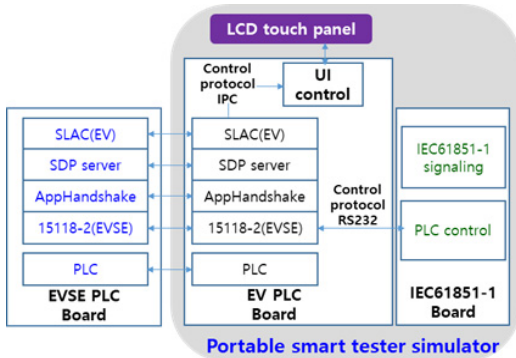 LCD touch panel
Control
protocol
IPC
UI
control
SLAC(EV)
SDP server
AppHandshake
15118-2(EVSE)
PLC
EVSE PLC
Board
SLAC(EV)
SDP server
AppHandshake
15118-2(EVSE)
PLC
EV PLC
Board
Control
protocol
RS232
IEC61851-1
signaling
PLC control
IEC61851-1
Board
Portable smart tester simulator